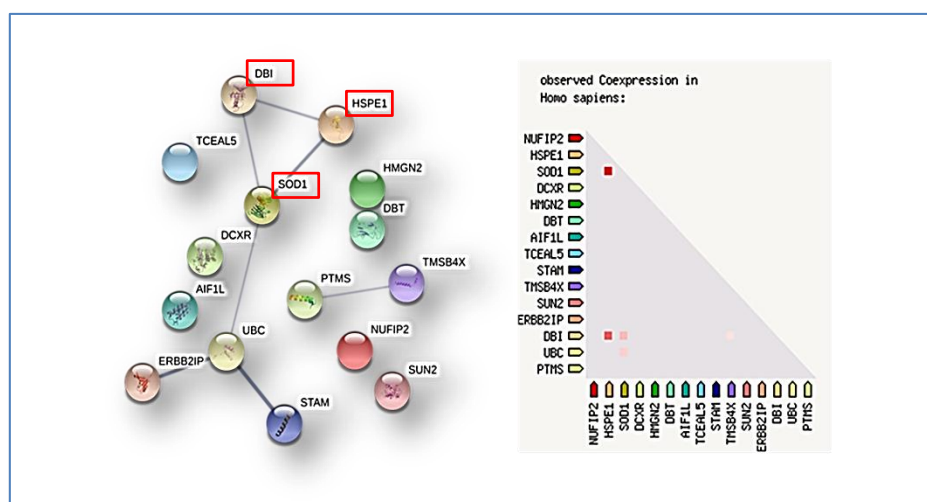 DBI
HSPE1
TCEAL5
HMGN2
SOD1
DBT
DCXR
TMSB4X
PTMS
AIF1L
UBC
NUFIP2
ERBB2IP
SUN2
STAM
observed Coexpression in
Homo sapiens:
NUFIP2
HSPE1
SOD1
DCXR
HMGN2
DBT
AIF1L
TCEAL5
STAM
TMSB4X
SUN2
ERBB2IP
DBI
UBC
PTMS
NUFIP2
HSPE1
SOD1
DCXR
HMGN2
DBT
AIF1L
TCEAL5
STAM
TMSB4X
SUN2
ERBB2IP
DBI
UBC
PTMS